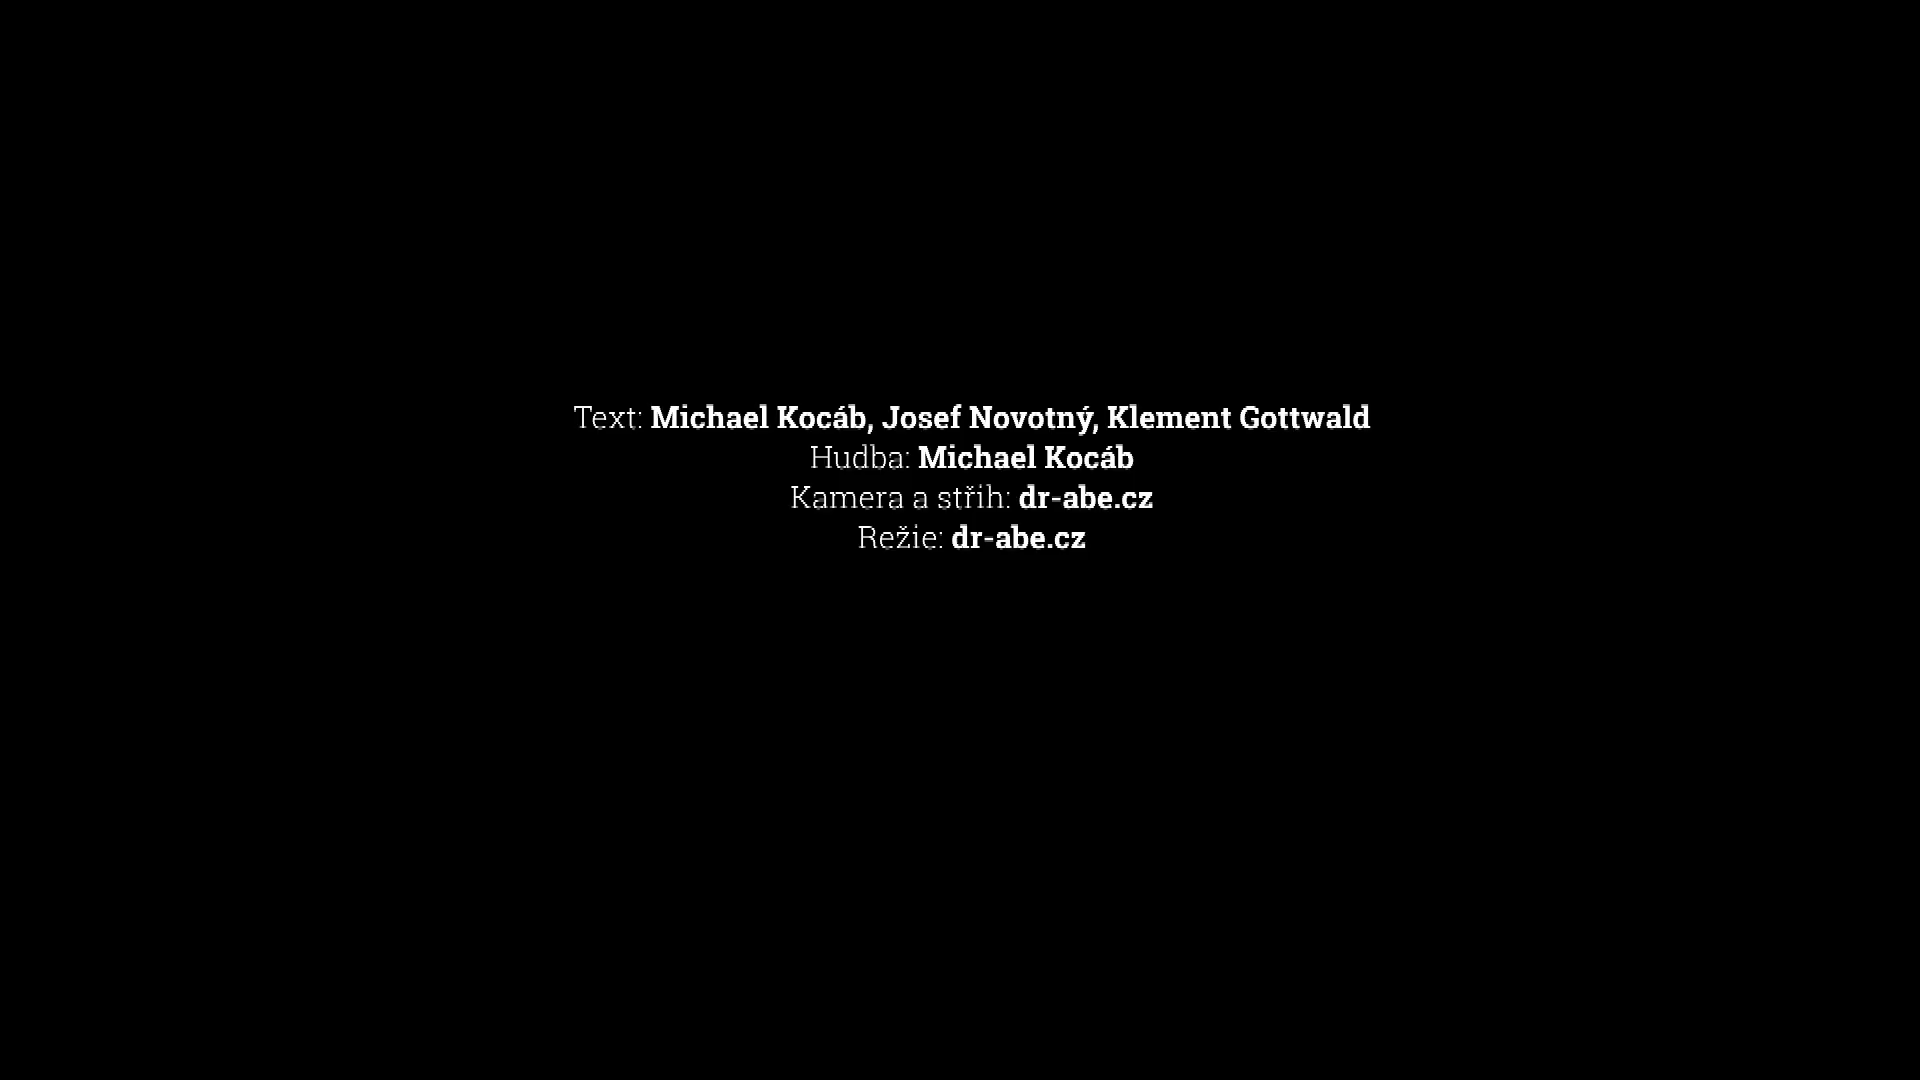 Text: Michael Kocáb, Josef Novotný, Klement Gottwald
Hudba: Michael Kocáb
Kamera a střih: dr-abe.cz
Režie: dr-abe.cz